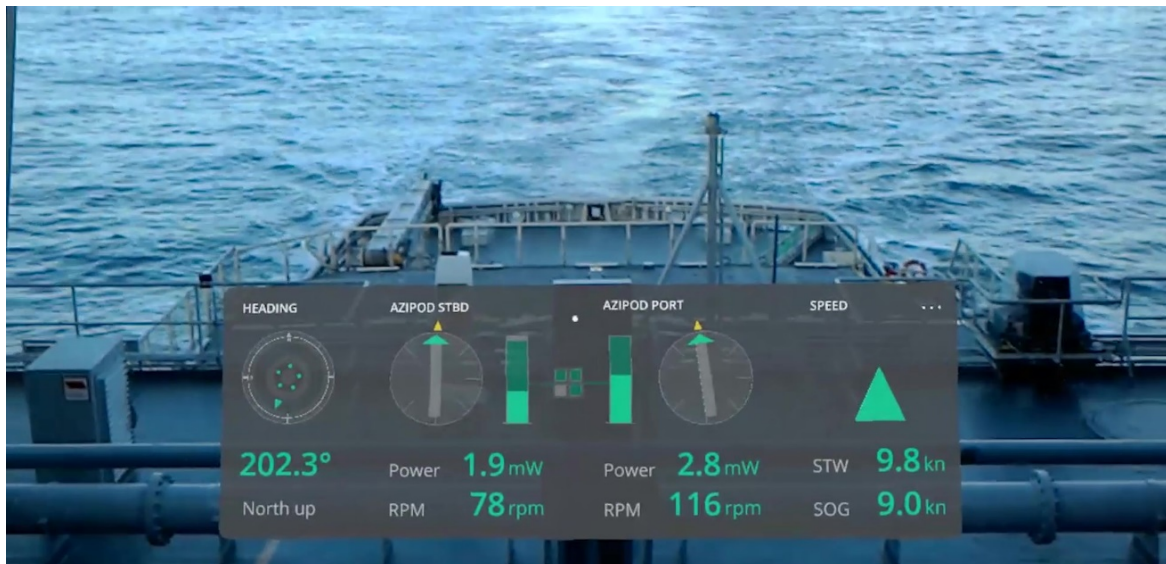 HEADING
AZIPOD STBD
AZIPOD PORT
SPEED
...
202.3°
North up
Power 1.9 mW
RPM 78 rpm
Power 2.8 mW
RPM 116 rpm
STW 9.8 kn
SOG 9.0 kn